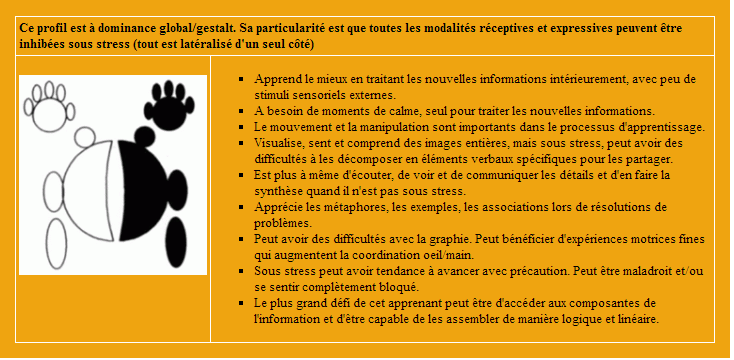 Ce profil est à dominance global/gestalt. Sa particularité est que toutes les modalités réceptives et expressives peuvent être
inhibées sous stress (tout est latéralisé d'un seul côté)
Apprend le mieux en traitant les nouvelles informations intérieurement, avec peu de
stimuli sensoriels externes.
A besoin de moments de calme, seul pour traiter les nouvelles informations.
Le mouvement et la manipulation sont importants dans le processus d'apprentissage.
Visualise, sent et comprend des images entières, mais sous stress, peut avoir des
difficultés à les décomposer en éléments verbaux spécifiques pour les partager.
Est plus à même d'écouter, de voir et de communiquer les détails et d'en faire la
synthèse quand il n'est pas sous stress.
Apprécie les métaphores, les exemples, les associations lors de résolutions de
problèmes.
Peut avoir des difficultés avec la graphie. Peut bénéficier d'expériences motrices fines
qui augmentent la coordination oeil/main.
Sous stress peut avoir tendance à avancer avec précaution. Peut être maladroit et/ou
se sentir complètement bloqué.
Le plus grand défi de cet apprenant peut être d'accéder aux composantes de
l'information et d'être capable de les assembler de manière logique et linéaire.